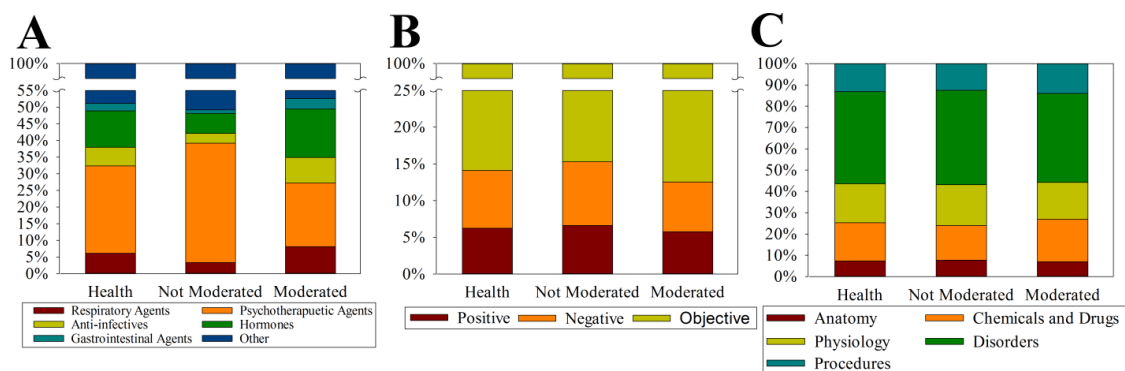 A
100%
55%
50%
45%
40%
35%
30%
25%
20%
15%
10%
5%
0%
Health Not Moderated Moderated
Respiratory Agents Psychotherapuetic Agents
Anti-infectives Hormones
Gastrointestinal Agents Other
B
100%
25%
20%
15%
10%
5%
0%
Health Not Moderated Moderated
Positive Negative Objective
C
100%
90%
80%
70%
60%
50%
40%
30%
20%
10%
0%
Health Not Moderated Moderated
Anatomy Chemicals and Drugs
Physiology Disorders
Procedures